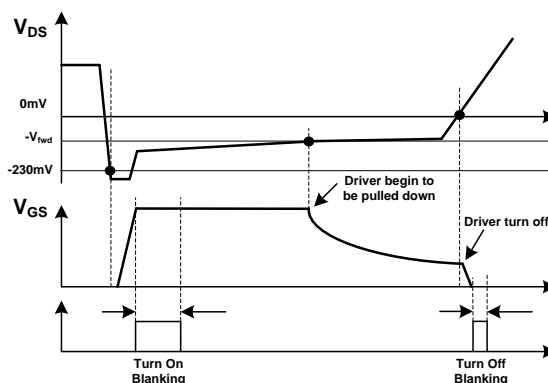 VDS
0mV
-Vfwd
-230mV
Driver begin to
be pulled down
VGS
Driver turn off
Turn On
Blanking
Turn Off
Blanking